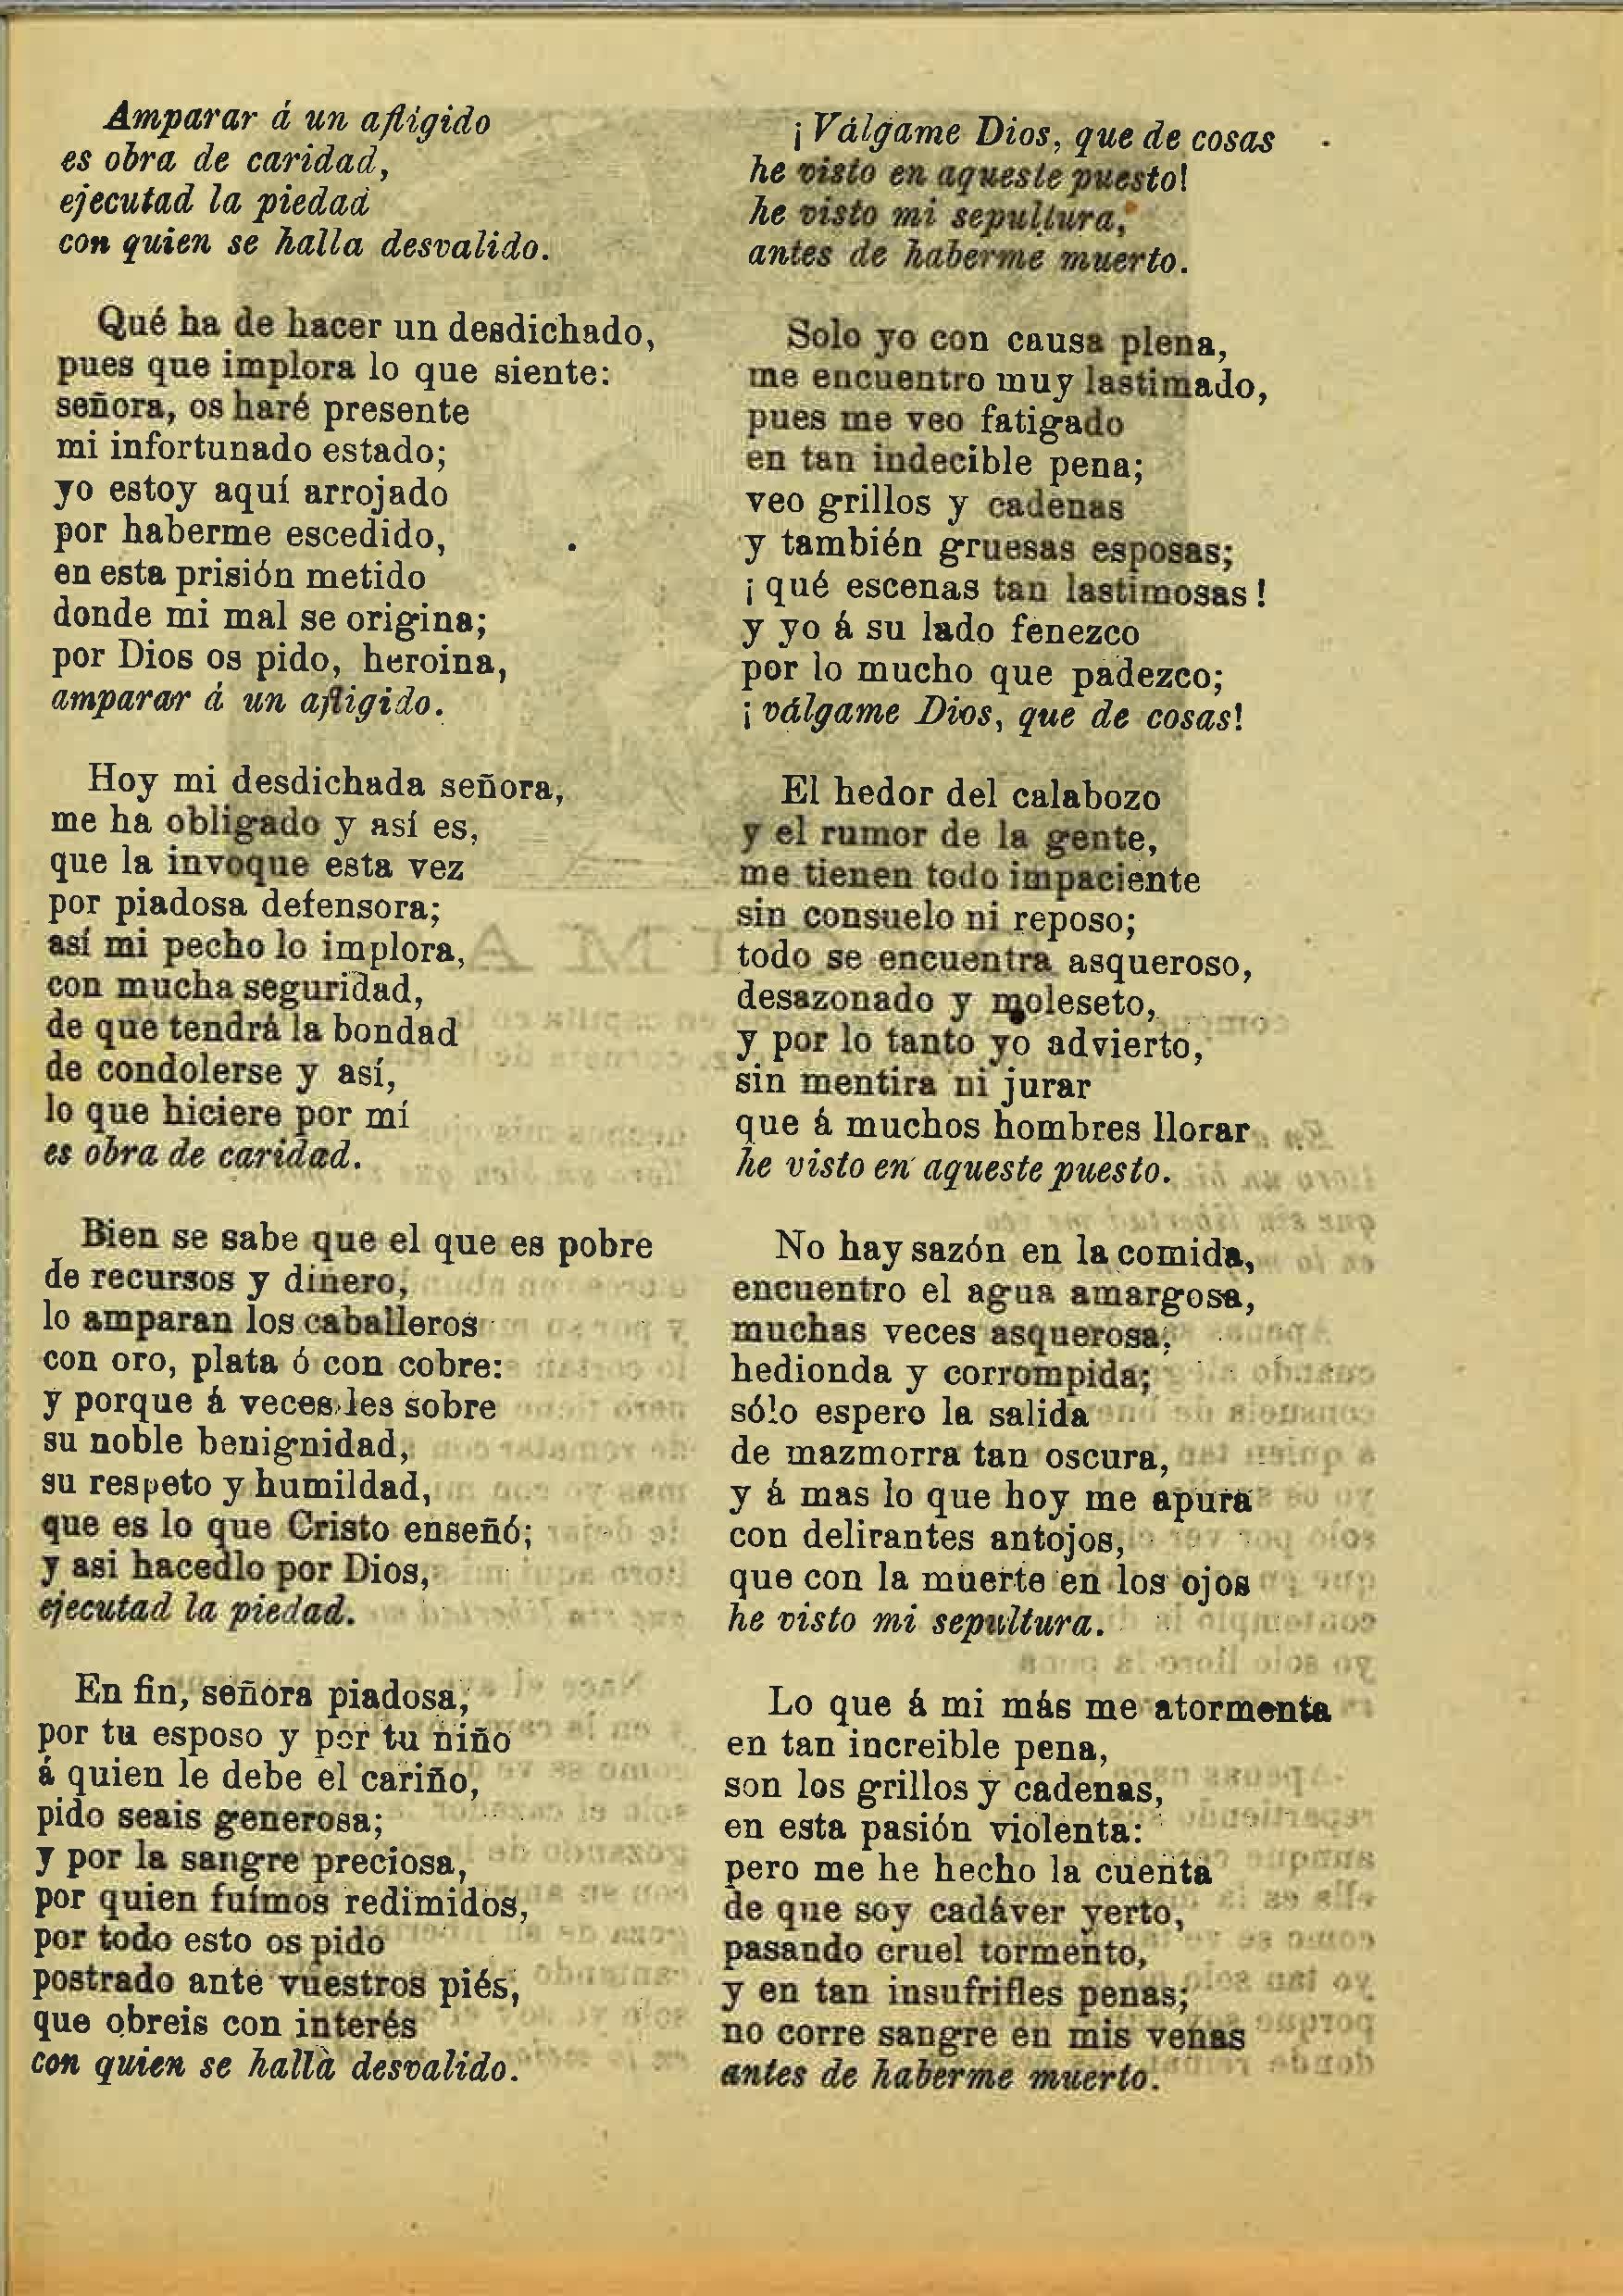 Amparar á un afligido
es obra de caridad,
ejecutad la piedad
con quien se halla desvalido.

Qué ha de hacer un desdichado,
pues que implora lo que siente:
señora, os haré presente
mi infortunado estado;
yo estoy aquí arrojado
por haberme escedido,
en esta prisión metido
donde mi mal se origina;
por Dios os pido, heroina,
amparar á un afligido.

Hoy mi desdichada señora,
me ha obligado y así es,
que la invoque esta vez
por piadosa defensora;
así mi pecho lo implora,
con mucha seguridad,
de que tendrá la bondad
de condolerse y así,
lo que hiciere por mí
es obra de caridad.

Bien se sabe que el que es pobre
de recursos y dinero,
lo amparan los caballeros
con oro, plata ó con cobre:
y porque á veces les sobre
su noble benignidad,
su respeto y humildad,
que es lo que Cristo enseñó;
y asi hacedlo por Dios,
ejecutad la piedad.

En fin, señora piadosa,
por tu esposo y por tu niño
á quien le debe el cariño,
pido seais generosa;
y por la sangre preciosa,
por quien fuímos redimidos,
por todo esto os pido
postrado ante vuestros piés,
que obreis con interés
con quien se halla desvalido.

¡Válgame Dios, que de cosas
he visto en aqueste puesto!
he visto mi sepultura,
antes de haberme muerto.

Solo yo con causa plena,
me encuentro muy lastimado,
pues me veo fatigado
en tan indecible pena;
veo grillos y cadenas
y también gruesas esposas;
¡qué escenas tan lastimosas!
y yo á su lado fenezco
por lo mucho que padezco;
¡válgame Dios, que de cosas!

El hedor del calabozo
y el rumor de la gente,
me tienen todo impaciente
sin consuelo ni reposo;
todo se encuentra asqueroso,
desazonado y moleseto,
y por lo tanto yo advierto,
sin mentira ni jurar
que á muchos hombres llorar
he visto en aqueste puesto.

No hay sazón en la comida,
encuentro el agua amargosa,
muchas veces asquerosa,
hedionda y corrompida;
sólo espero la salida
de mazmorra tan oscura,
y á mas lo que hoy me apura
con delirantes antojos,
que con la muerte en los ojos
he visto mi sepultura.

Lo que á mi más me atormenta
en tan increible pena,
son los grillos y cadenas,
en esta pasión violenta:
pero me he hecho la cuenta
de que soy cadáver yerto,
pasando cruel tormento,
y en tan insufrifles penas;
no corre sangre en mis venas
antes de haberme muerto.